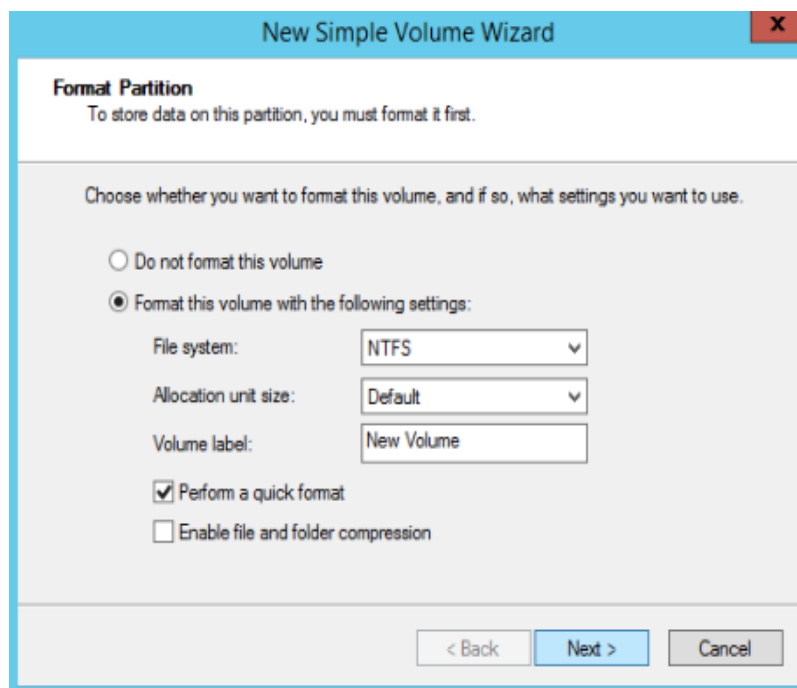 New Simple Volume Wizard
x
Format Partition
To store data on this partition, you must format it first.
Choose whether you want to format this volume, and if so, what settings you want to use.
Do not format this volume
Format this volume with the following settings:
File system: NTFS
Allocation unit size: Default
Volume label: New Volume
Perform a quick format
Enable file and folder compression
< Back Next > Cancel